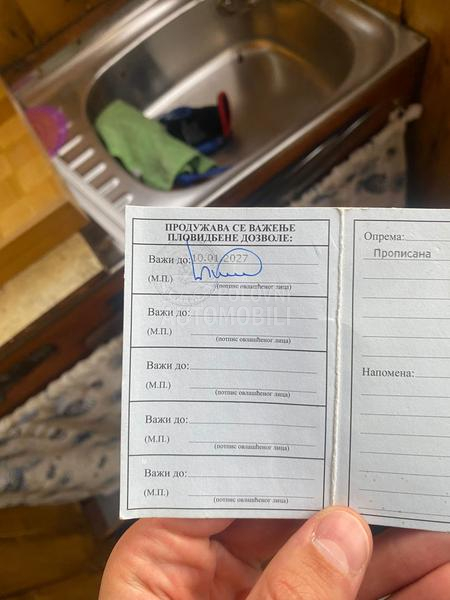 ПРОДУЖАВА СЕ ВАЖЕЊЕ
ПЛОВИДБЕНЕ ДОЗВОЛЕ:
Важи до: 10.01.2027
(М.П.)
(потпис овлашћеног лица)
Важи до:
(М.П.)
(потпис овлашћеног лица)
Важи до:
(М.П.)
(потпис овлашћеног лица)
Важи до:
(М.П.)
(потпис овлашћеног лица)
Важи до:
(М.П.)
(потпис овлашћеног лица)
Опрема:
Прописана
Напомена: